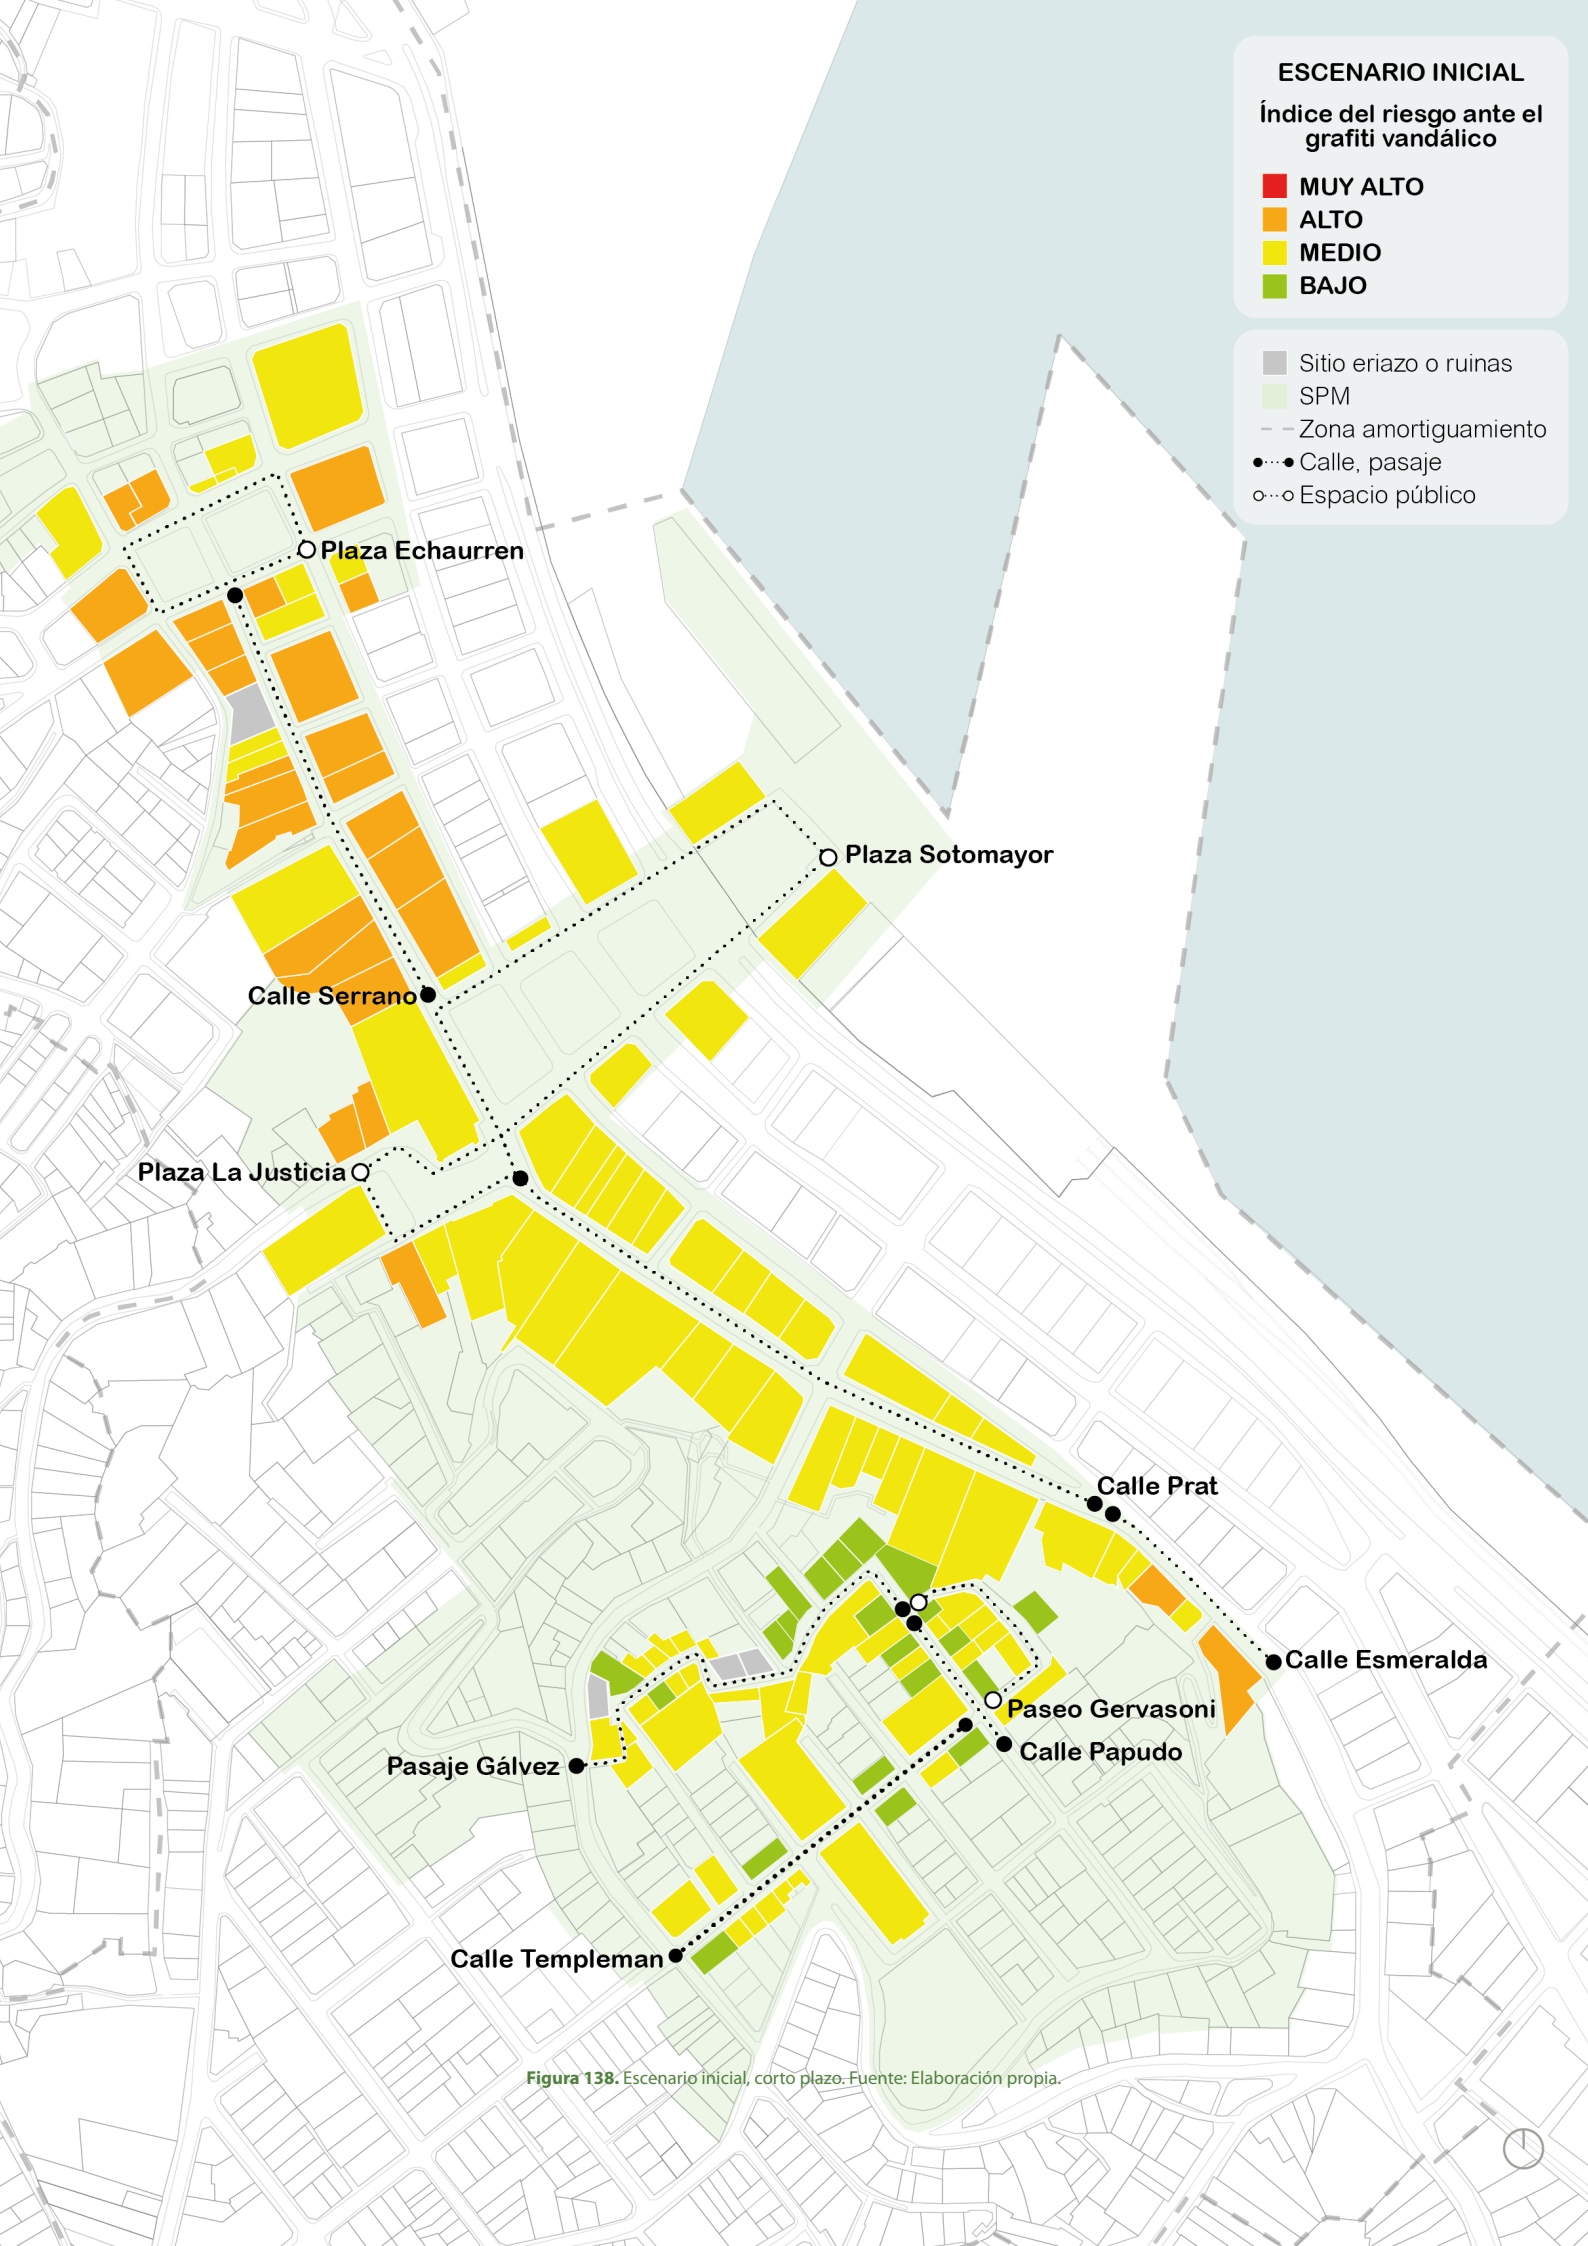 ESCENARIO INICIAL
Índice del riesgo ante el
grafiti vandálico
MUY ALTO
ALTO
MEDIO
BAJO
Sitio eriazo o ruinas
SPM
Zona amortiguamiento
Calle, pasaje
Espacio público
Plaza Echaurren
Plaza Sotomayor
Calle Serrano
Plaza La Justicia
Calle Prat
Calle Esmeralda
Paseo Gervasoni
Calle Papudo
Pasaje Gálvez
Calle Templeman
Figura 138. Escenario inicial, corto plazo. Fuente: Elaboración propia.